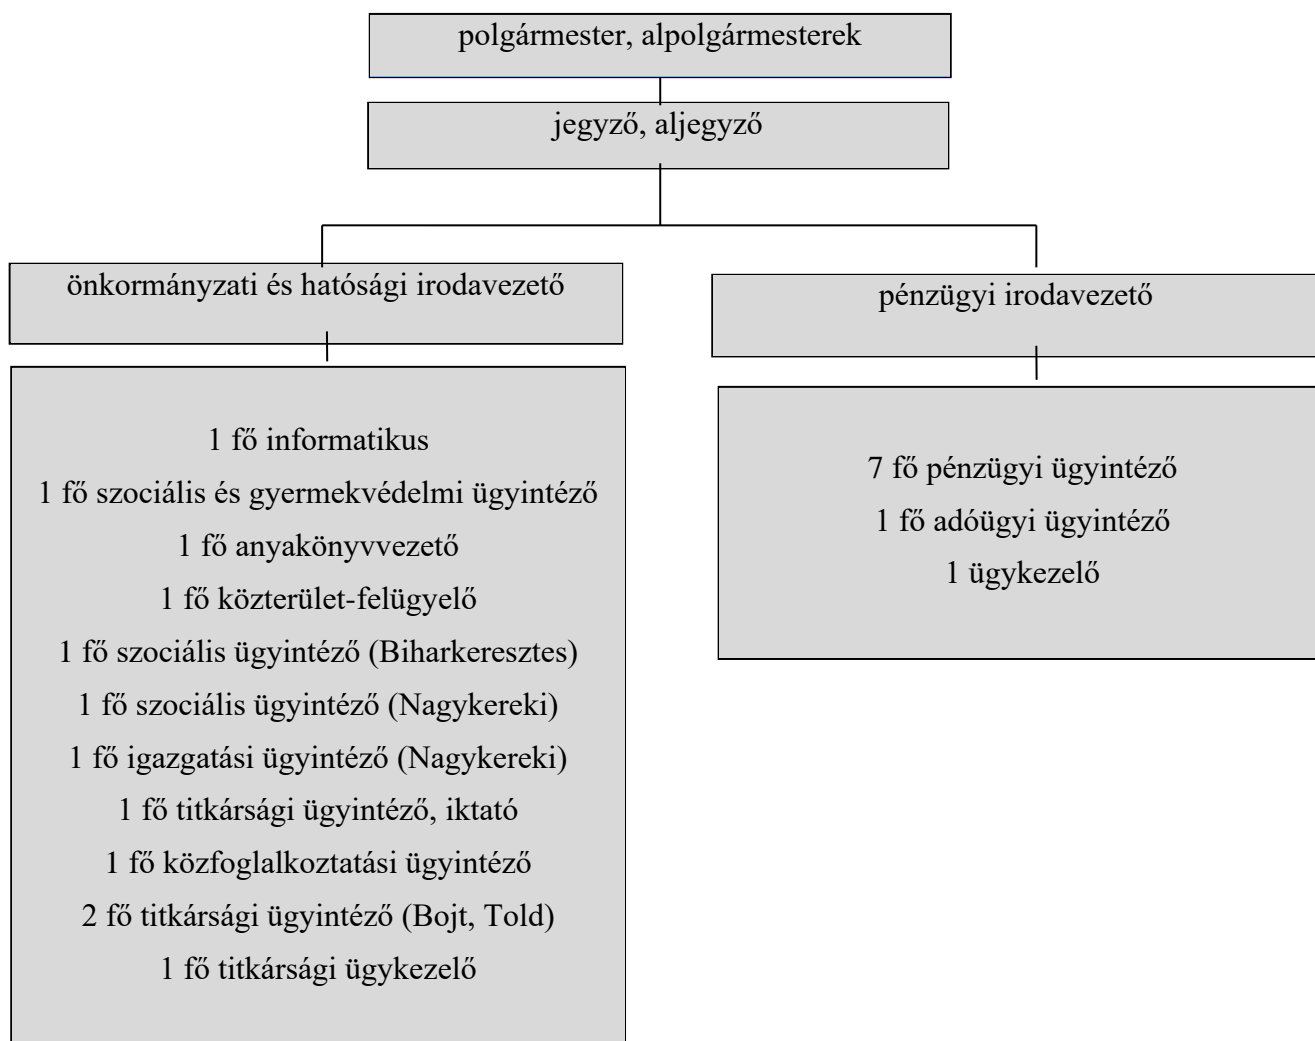 polgármester, alpolgármesterek
jegyző, aljegyző
önkormányzati és hatósági irodavezető
1 fő informatikus
1 fő szociális és gyermekvédelmi ügyintéző
1 fő anyakönyvvezető
1 fő közterület-felügyelő
1 fő szociális ügyintéző (Biharkeresztes)
1 fő szociális ügyintéző (Nagykereki)
1 fő igazgatási ügyintéző (Nagykereki)
1 fő titkársági ügyintéző, iktató
1 fő közfoglalkoztatási ügyintéző
2 fő titkársági ügyintéző (Bojt, Told)
1 fő titkársági ügykezelő
pénzügyi irodavezető
7 fő pénzügyi ügyintéző
1 fő adóügyi ügyintéző
1 ügykezelő